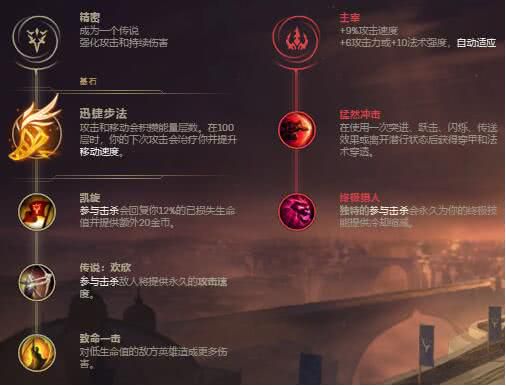 精密
成为一个传说
强化攻击和持续伤害
基石
迅捷步法
攻击和移动会积攒能量层数。在100
层时，你的下次攻击会治疗你并提升
移动速度。
凯旋
参与击杀会回复你12%的已损失生命
值并提供额外20金币。
传说：欢欣
参与击杀敌人将提供永久的攻击速
度。
致命一击
对低生命值的敌方英雄造成更多伤
害。
主宰
+9%攻击速度
+6攻击力或+10法术强度，自动适应
猛然冲击
在使用一次突进、跃击、闪烁、传送
效果或离开潜行状态后获得穿甲和法
术穿透。
终极猎人
独特的参与击杀会永久为你的终极技
能提供冷却缩减。